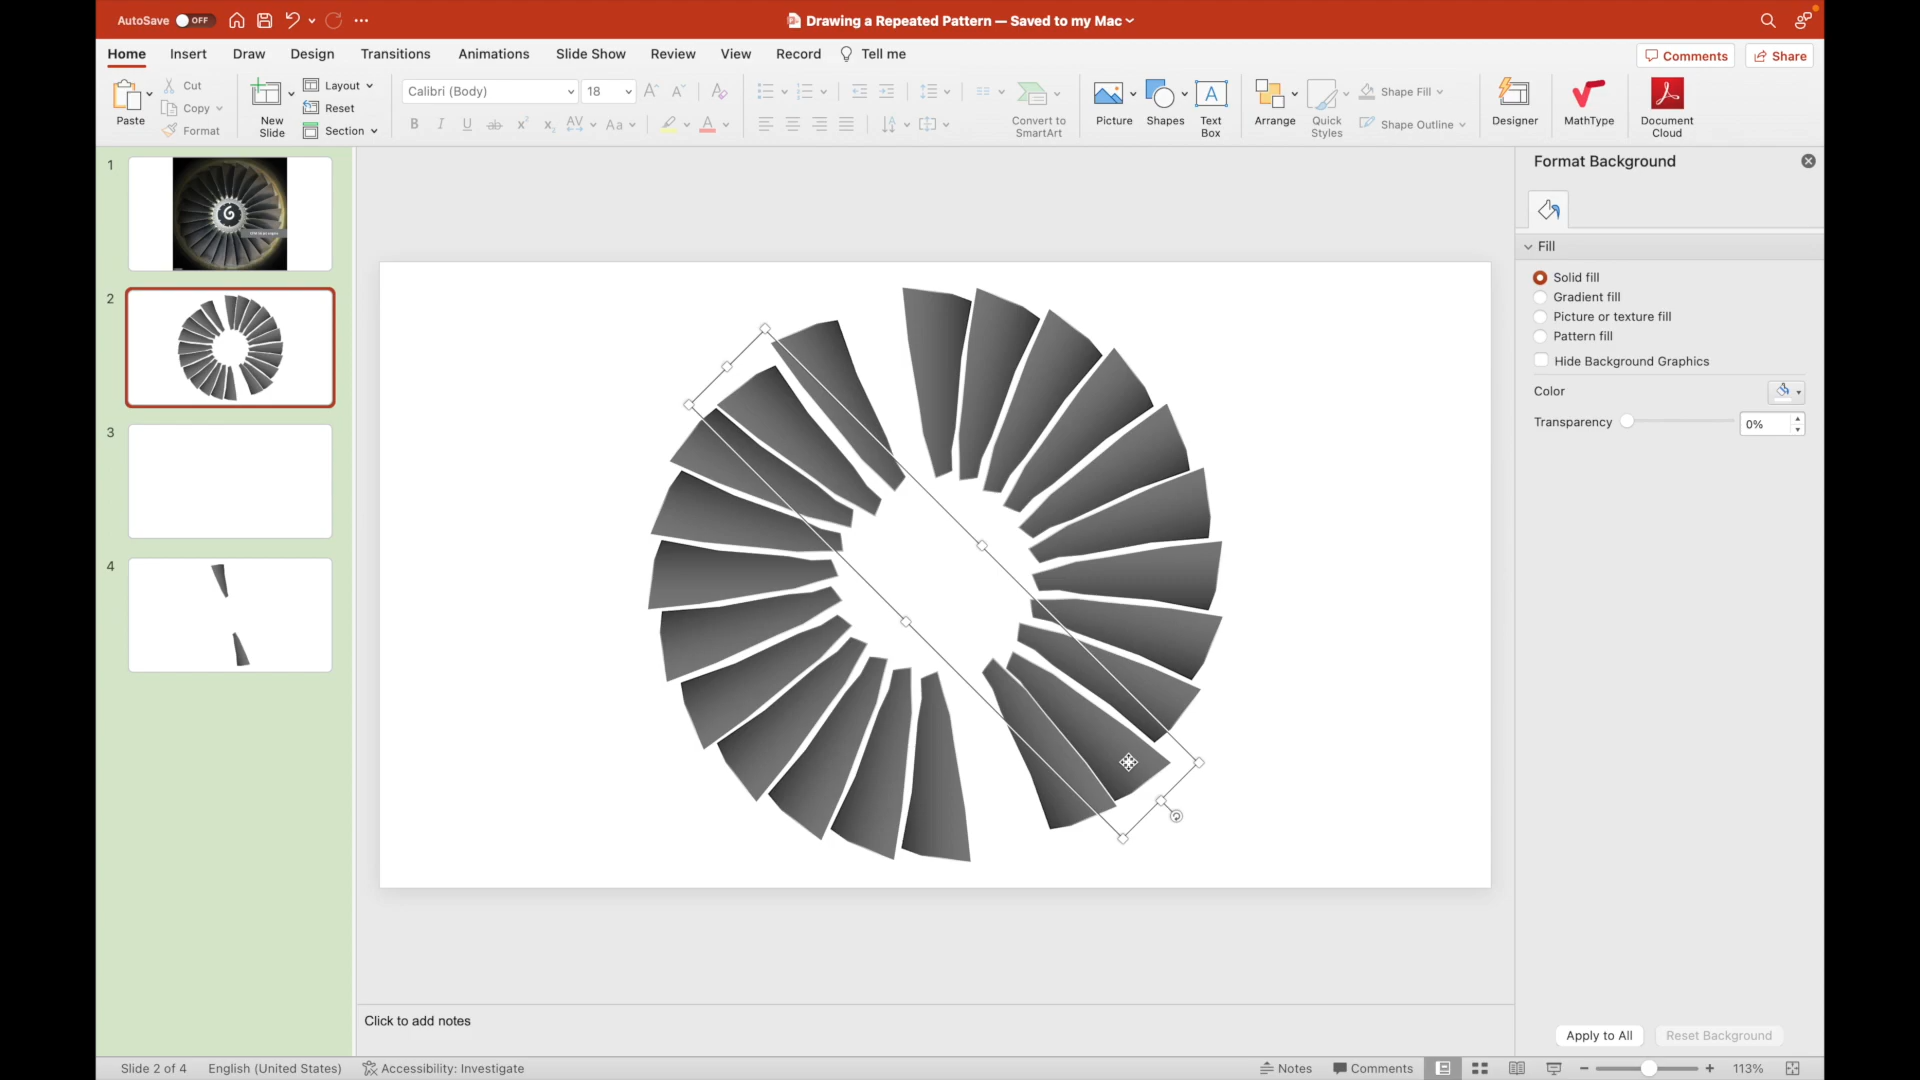 AutoSave OFF
Drawing a Repeated Pattern — Saved to my Mac
Home Insert Draw Design Transitions Animations Slide Show Review View Record Tell me
Comments Share
Paste
Cut
Copy
Format
New Slide
Layout
Reset
Section
Calibri (Body) 18
Convert to SmartArt
Picture
Shapes
Text Box
Arrange
Quick Styles
Shape Fill
Shape Outline
Designer
MathType
Document Cloud
1
2
3
4
Format Background
Fill
Solid fill
Gradient fill
Picture or texture fill
Pattern fill
Hide Background Graphics
Color
Transparency 0%
Click to add notes
Apply to All Reset Background
Slide 2 of 4 English (United States) Accessibility: Investigate
Notes Comments 113%